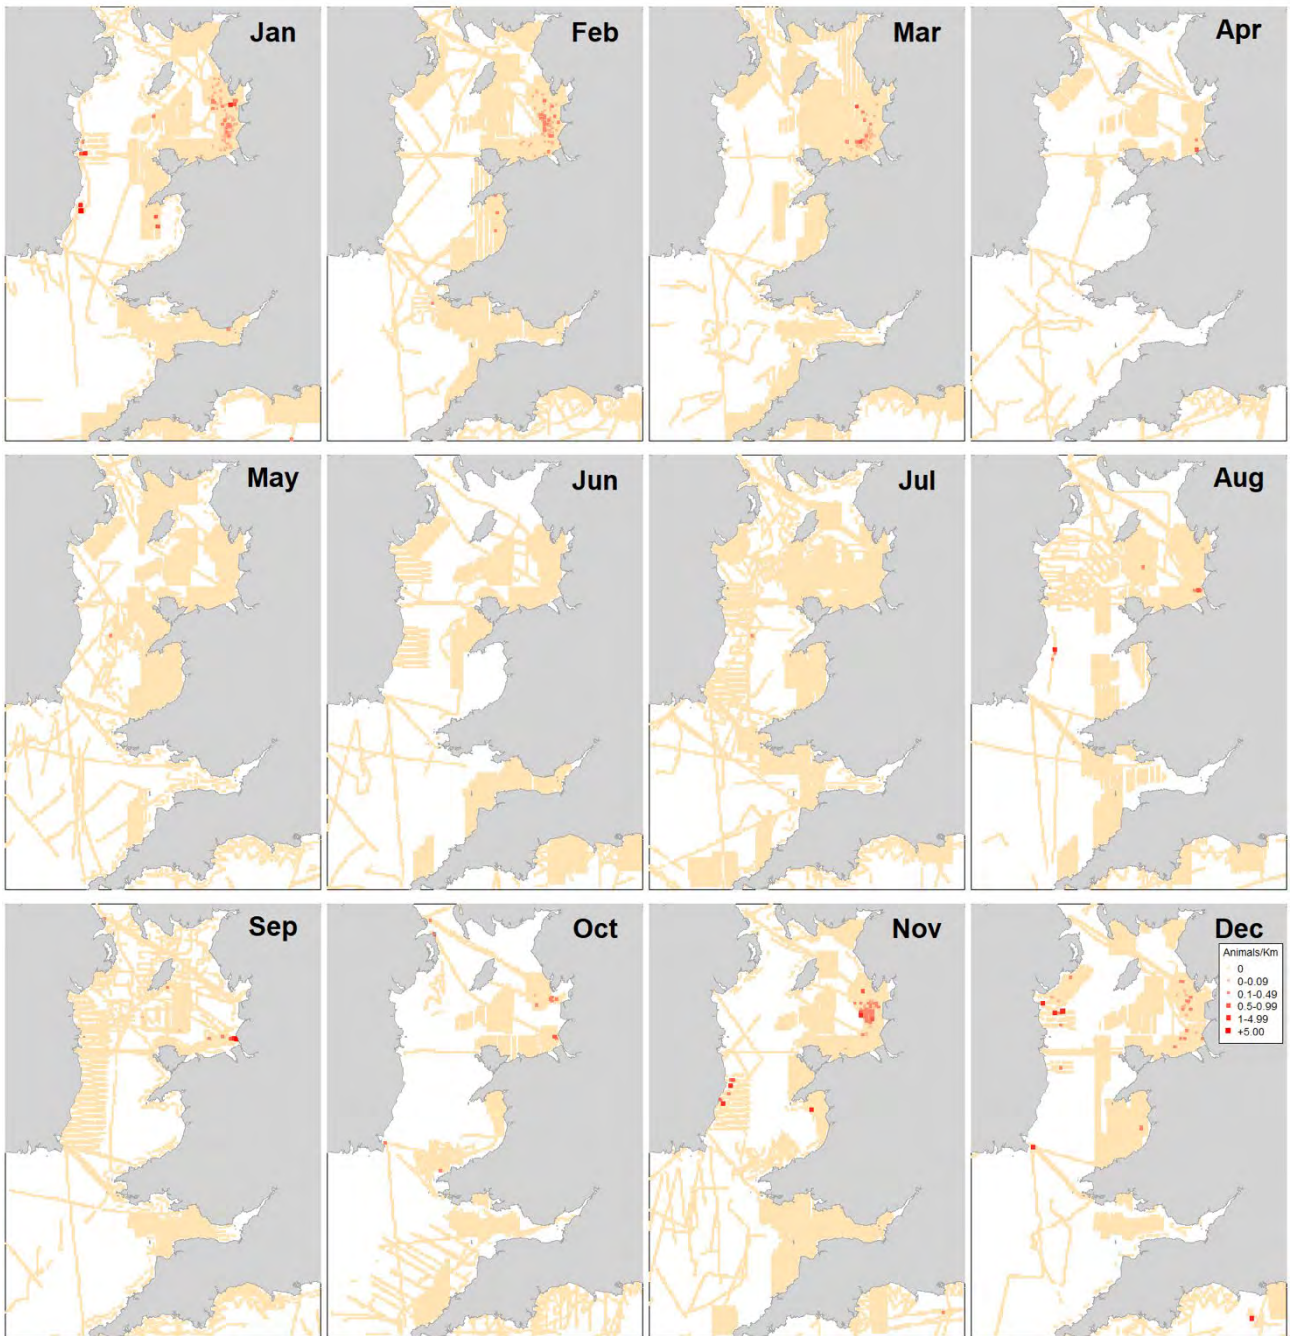 Jan
Feb
Mar
Apr
May
Jun
Jul
Aug
Sep
Oct
Nov
Dec
Animals/Km
0
0-0.09
0.1-0.49
0.5-0.99
1-4.99
+5.00